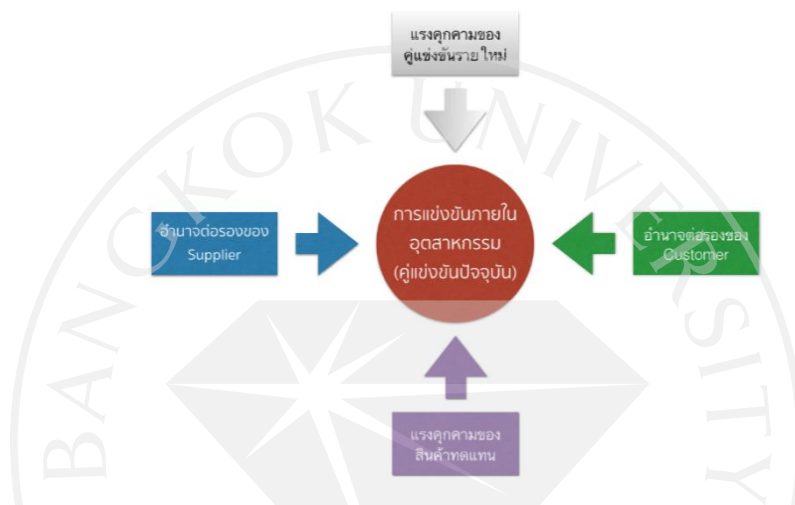 แรงคุกคามของ
คู่แข่งขันราย ใหม่
BANGKOK UNIVERSITY
อำนาจต่อรองของ
Supplier
การแข่งขันภายใน
อุตสาหกรรม
(คู่แข่งขันปัจจุบัน)
อำนาจต่อรองของ
Customer
แรงคุกคามของ
สินค้าทดแทน